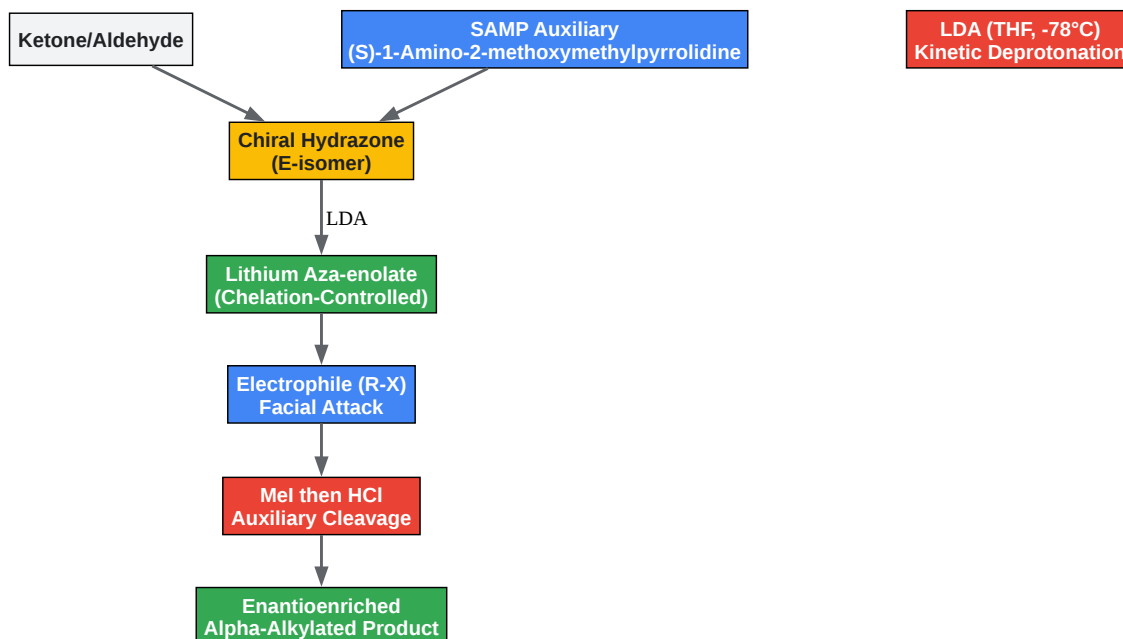 Ketone/Aldehyde
SAMP Auxiliary
(S)-1-Amino-2-methoxymethylpyrrolidine
LDA (THF, -78°C)
Kinetic Deprotonation
Chiral Hydrazone
(E-isomer)
LDA
Lithium Aza-enolate
(Chelation-Controlled)
Electrophile (R-X)
Facial Attack
MeI then HCl
Auxiliary Cleavage
Enantioenriched
Alpha-Alkylated Product